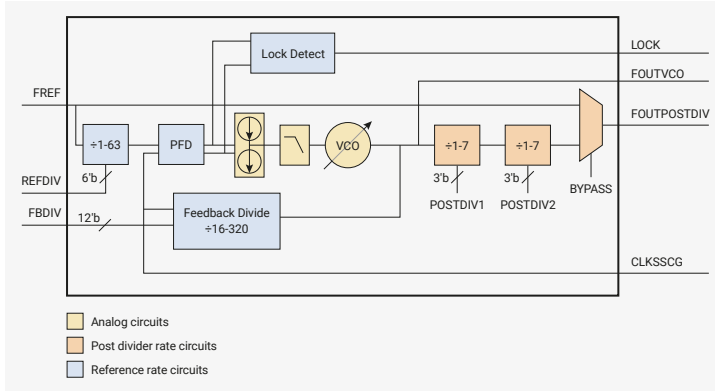 Lock Detect
LOCK
FOUTVCO
FREF
FOUTPOSTDIV
÷1-63
PFD
VCO
÷1-7
÷1-7
6'b
3'b
3'b
REFDIV
BYPASS
POSTDIV1
POSTDIV2
FBDIV
12'b
Feedback Divide
÷16-320
CLKSSCG
Analog circuits
Post divider rate circuits
Reference rate circuits